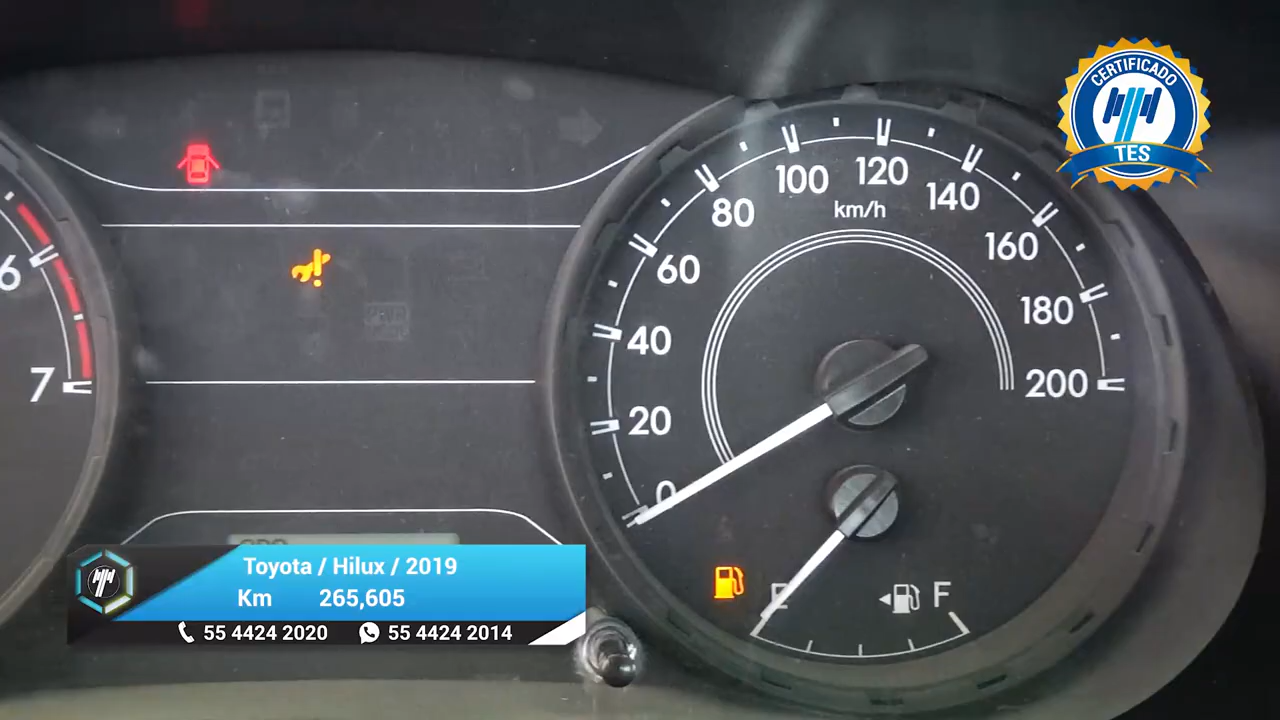 CERTIFICADO
TES
6
7
0
20
40
60
80
100
120
140
160
180
200
km/h
E
F
Toyota / Hilux / 2019
Km 265,605
55 4424 2020 55 4424 2014